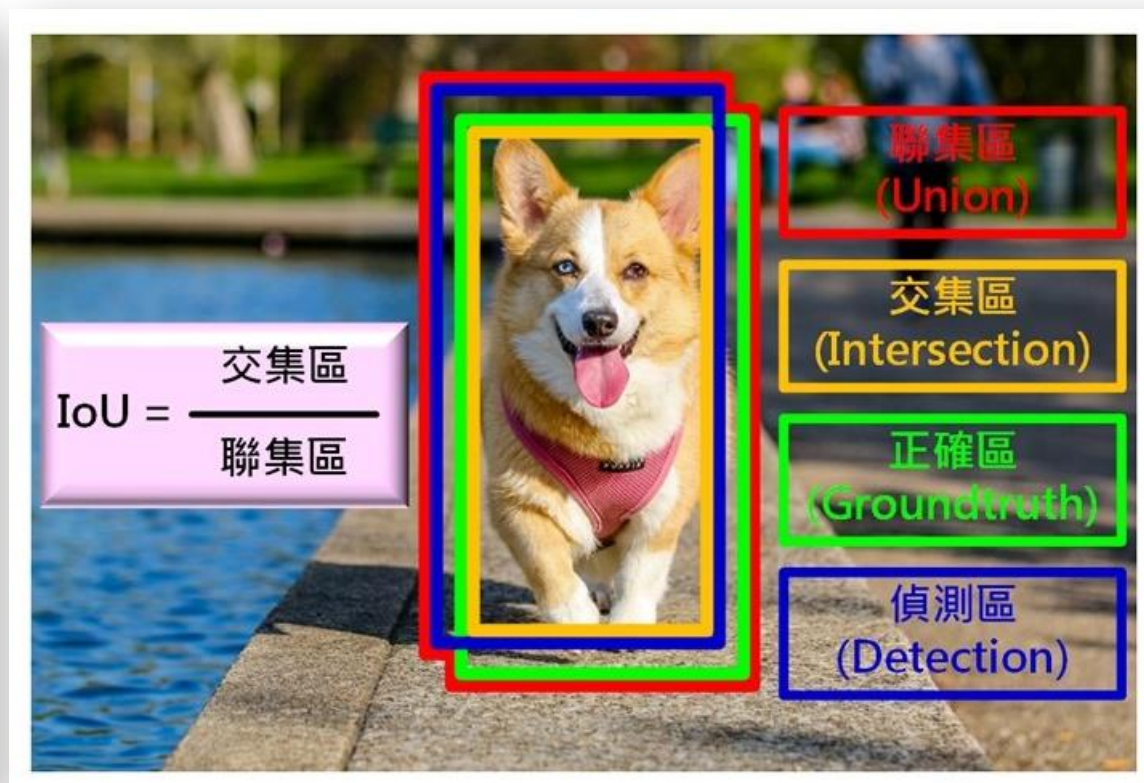 IoU =
交集區
聯集區
聯集區
(Union)
交集區
(Intersection)
正確區
(Groundtruth)
偵測區
(Detection)